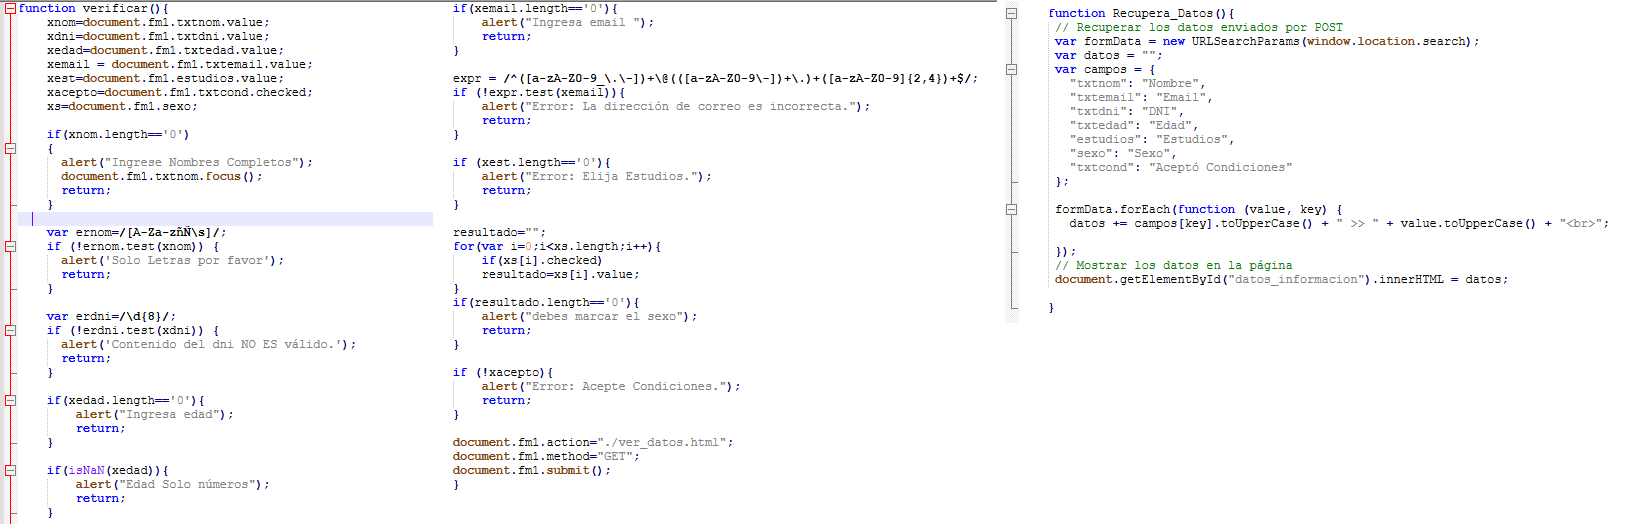 function verificar(){
    xnom=document.fm1.txtnom.value;
    xdni=document.fm1.txtdni.value;
    xedad=document.fm1.txtedad.value;
    xemail = document.fm1.txtemail.value;
    xest=document.fm1.estudios.value;
    xacepto=document.fm1.txtcond.checked;
    xs=document.fm1.sexo;

    if(xnom.length=='0')
    {
      alert("Ingrese Nombres Completos");
      document.fm1.txtnom.focus();
      return;
    }

    var ernom=/[A-Za-zñÑ\s]/;
    if (!ernom.test(xnom)) {
      alert('Solo Letras por favor');
      return;
    }

    var erdni=/\d{8}/;
    if (!erdni.test(xdni)) {
      alert('Contenido del dni NO ES válido.');
      return;
    }

    if(xedad.length=='0'){
        alert("Ingresa edad");
        return;
    }

    if(isNaN(xedad)){
        alert("Edad Solo números");
        return;
    }

if(xemail.length=='0'){
    alert("Ingresa email ");
    return;
}

expr = /^([a-zA-Z0-9_\.\-])+\@(([a-zA-Z0-9\-])+\.)+([a-zA-Z0-9]{2,4})+$/;
if (!expr.test(xemail)){
    alert("Error: La dirección de correo es incorrecta.");
    return;
}

if (xest.length=='0'){
    alert("Error: Elija Estudios.");
    return;
}

resultado="";
for(var i=0;i<xs.length;i++){
    if(xs[i].checked)
    resultado=xs[i].value;
}
if(resultado.length=='0'){
    alert("debes marcar el sexo");
    return;
}

if (!xacepto){
    alert("Error: Acepte Condiciones.");
    return;
}

document.fm1.action="./ver_datos.html";
document.fm1.method="GET";
document.fm1.submit();
}

function Recupera_Datos(){
 // Recuperar los datos enviados por POST
 var formData = new URLSearchParams(window.location.search);
 var datos = "";
 var campos = {
   "txtnom": "Nombre",
   "txtemail": "Email",
   "txtdni": "DNI",
   "txtedad": "Edad",
   "estudios": "Estudios",
   "sexo": "Sexo",
   "txtcond": "Aceptó Condiciones"
 };

 formData.forEach(function (value, key) {
   datos += campos[key].toUpperCase() + " >> " + value.toUpperCase() + "<br>";

 });
 // Mostrar los datos en la página
 document.getElementById("datos_informacion").innerHTML = datos;

}